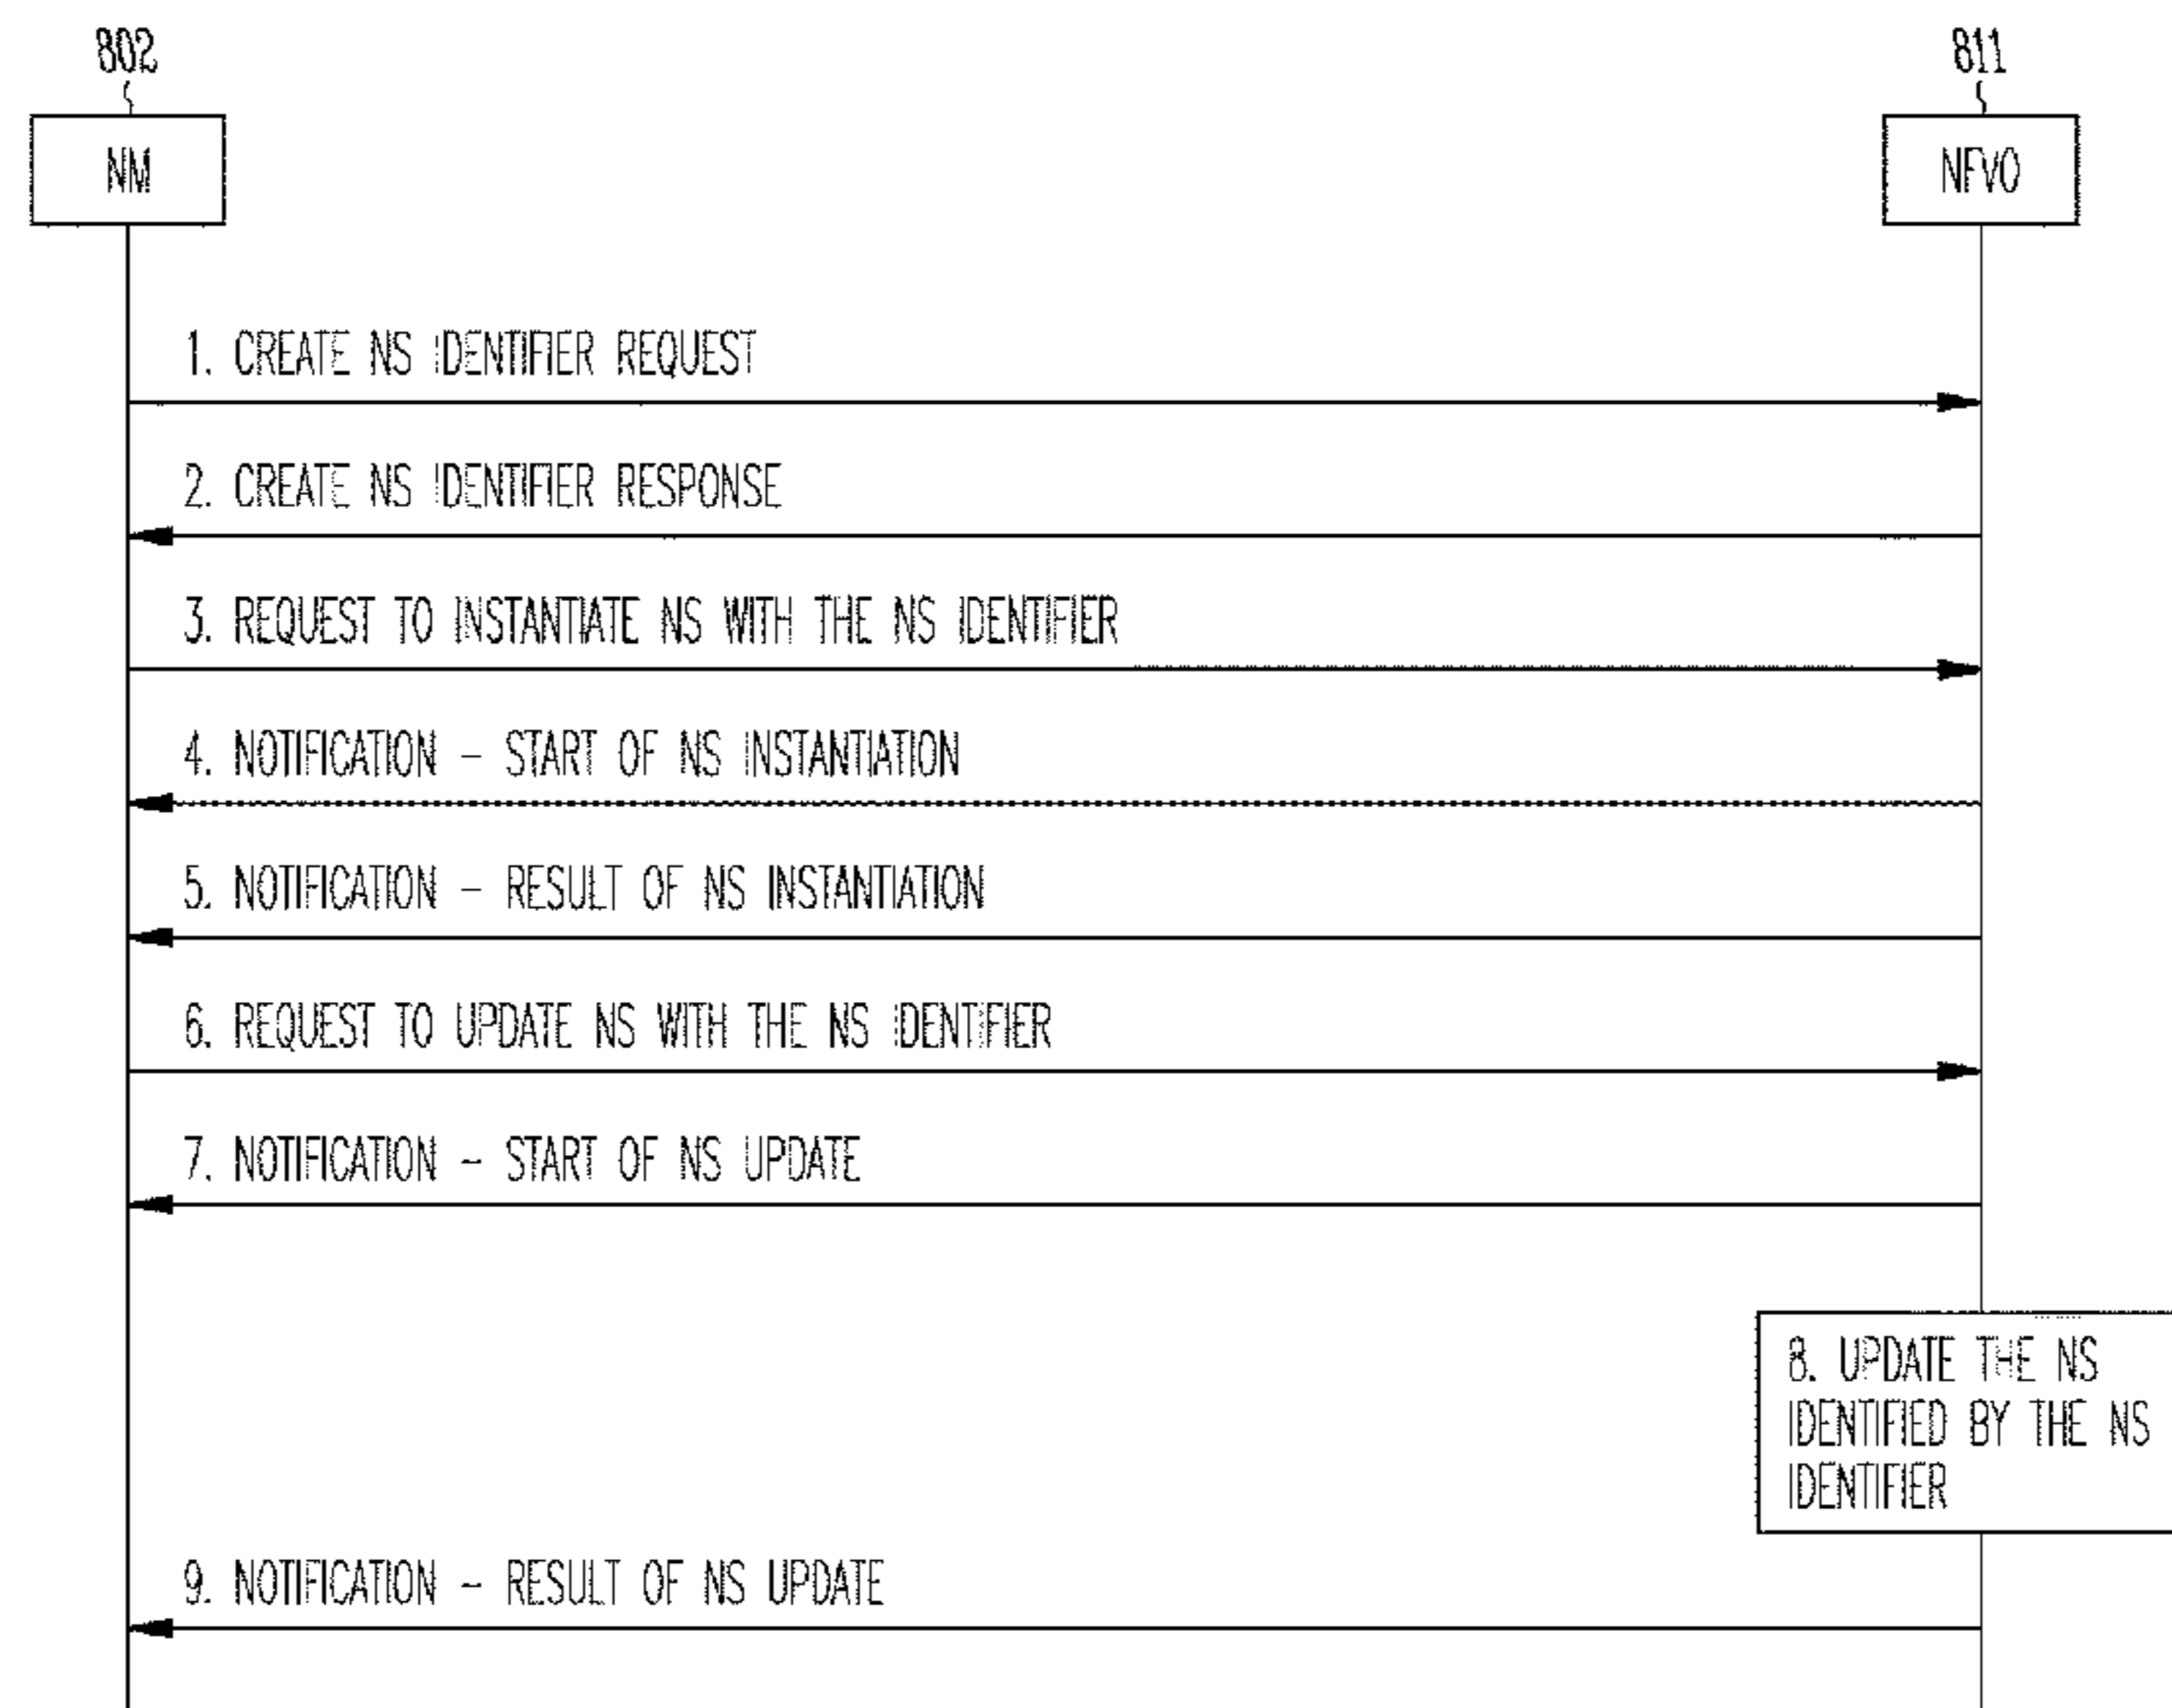 802
811
NM
NFVO
1. CREATE NS IDENTIFIER REQUEST
2. CREATE NS IDENTIFIER RESPONSE
3. REQUEST TO INSTANTIATE NS WITH THE NS IDENTIFIER
4. NOTIFICATION – START OF NS INSTANTIATION
5. NOTIFICATION – RESULT OF NS INSTANTIATION
6. REQUEST TO UPDATE NS WITH THE NS IDENTIFIER
7. NOTIFICATION – START OF NS UPDATE
8. UPDATE THE NS
IDENTIFIED BY THE NS
IDENTIFIER
9. NOTIFICATION – RESULT OF NS UPDATE